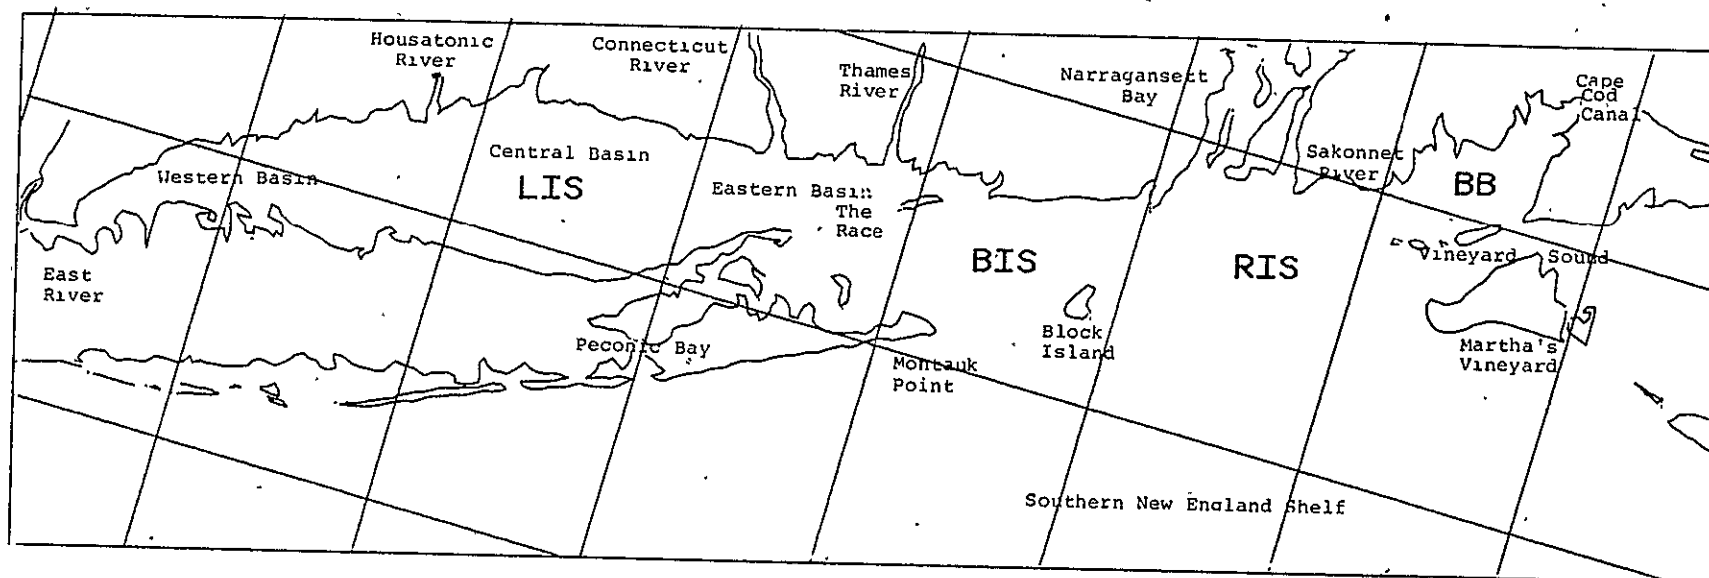 Housatonic
River
Connecticut
River
Thames
River
Narragansett
Bay
Cape
Cod
Canal
Central Basin
Western Basin
LIS
Eastern Basin
The
Race
Sakonnet
River
BB
East
River
BIS
RIS
Vineyard Sound
Peconic Bay
Block
Island
Montauk
Point
Martha's
Vineyard
Southern New England Shelf